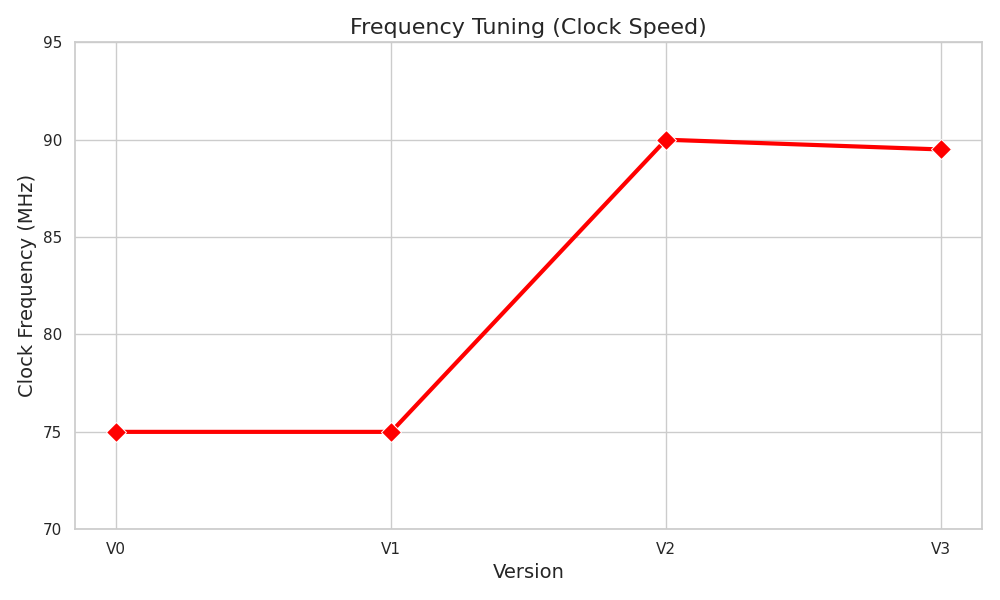 Frequency Tuning (Clock Speed)
95
90
85
80
75
70
Clock Frequency (MHz)
V0 V1 V2 V3
Version